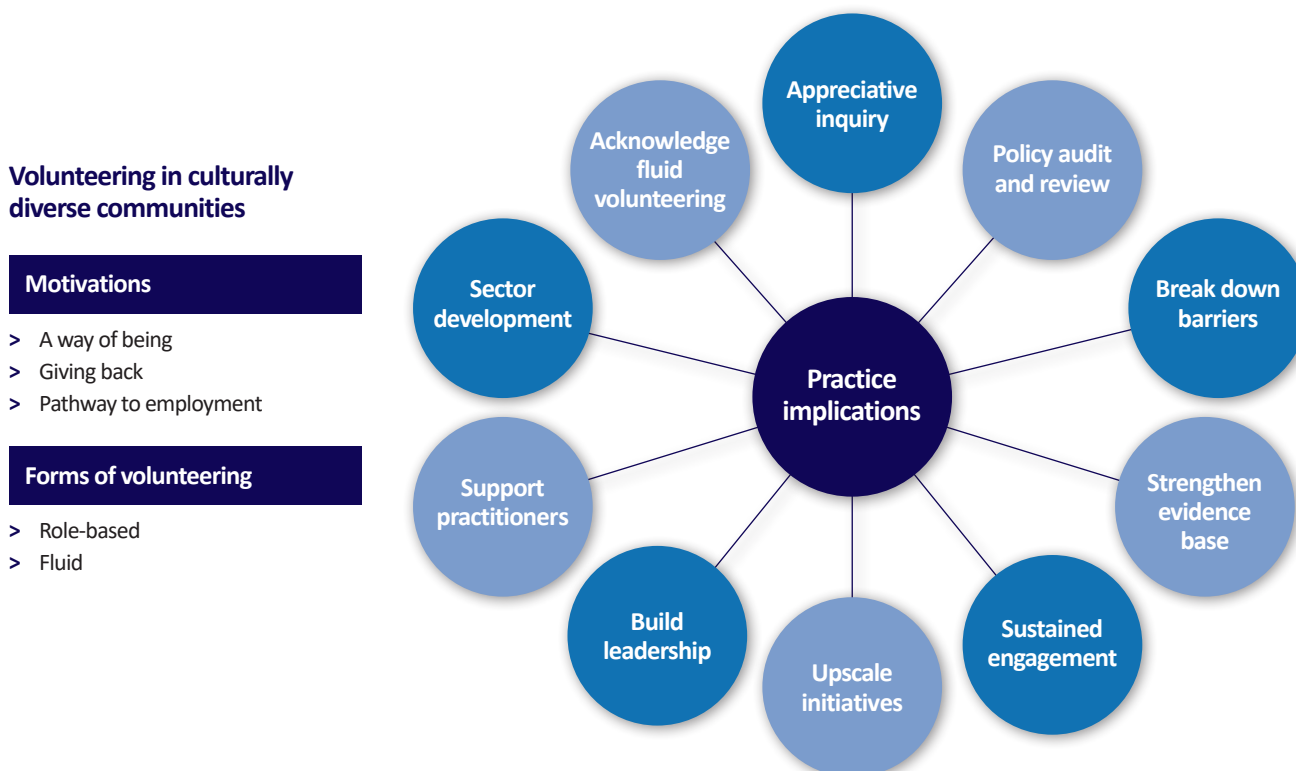 Volunteering in culturally
diverse communities
Motivations
> A way of being
> Giving back
> Pathway to employment
Forms of volunteering
> Role-based
> Fluid
Appreciative
inquiry
Policy audit
and review
Break down
barriers
Strengthen
evidence
base
Sustained
engagement
Upscale
initiatives
Build
leadership
Support
practitioners
Sector
development
Acknowledge
fluid
volunteering
Practice
implications